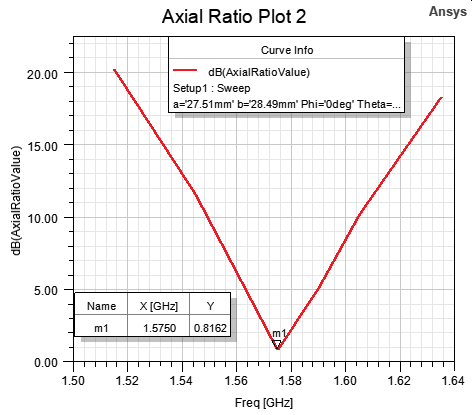 Axial Ratio Plot 2
Ansys
Curve Info
dB(AxialRatioValue)
Setup1 : Sweep
a='27.51mm' b='28.49mm' Phi='0deg' Theta=...
20.00
15.00
10.00
5.00
0.00
dB(AxialRatioValue)
Name X [GHz] Y
m1 1.5750 0.8162
m1
1.50 1.52 1.54 1.56 1.58 1.60 1.62 1.64
Freq [GHz]